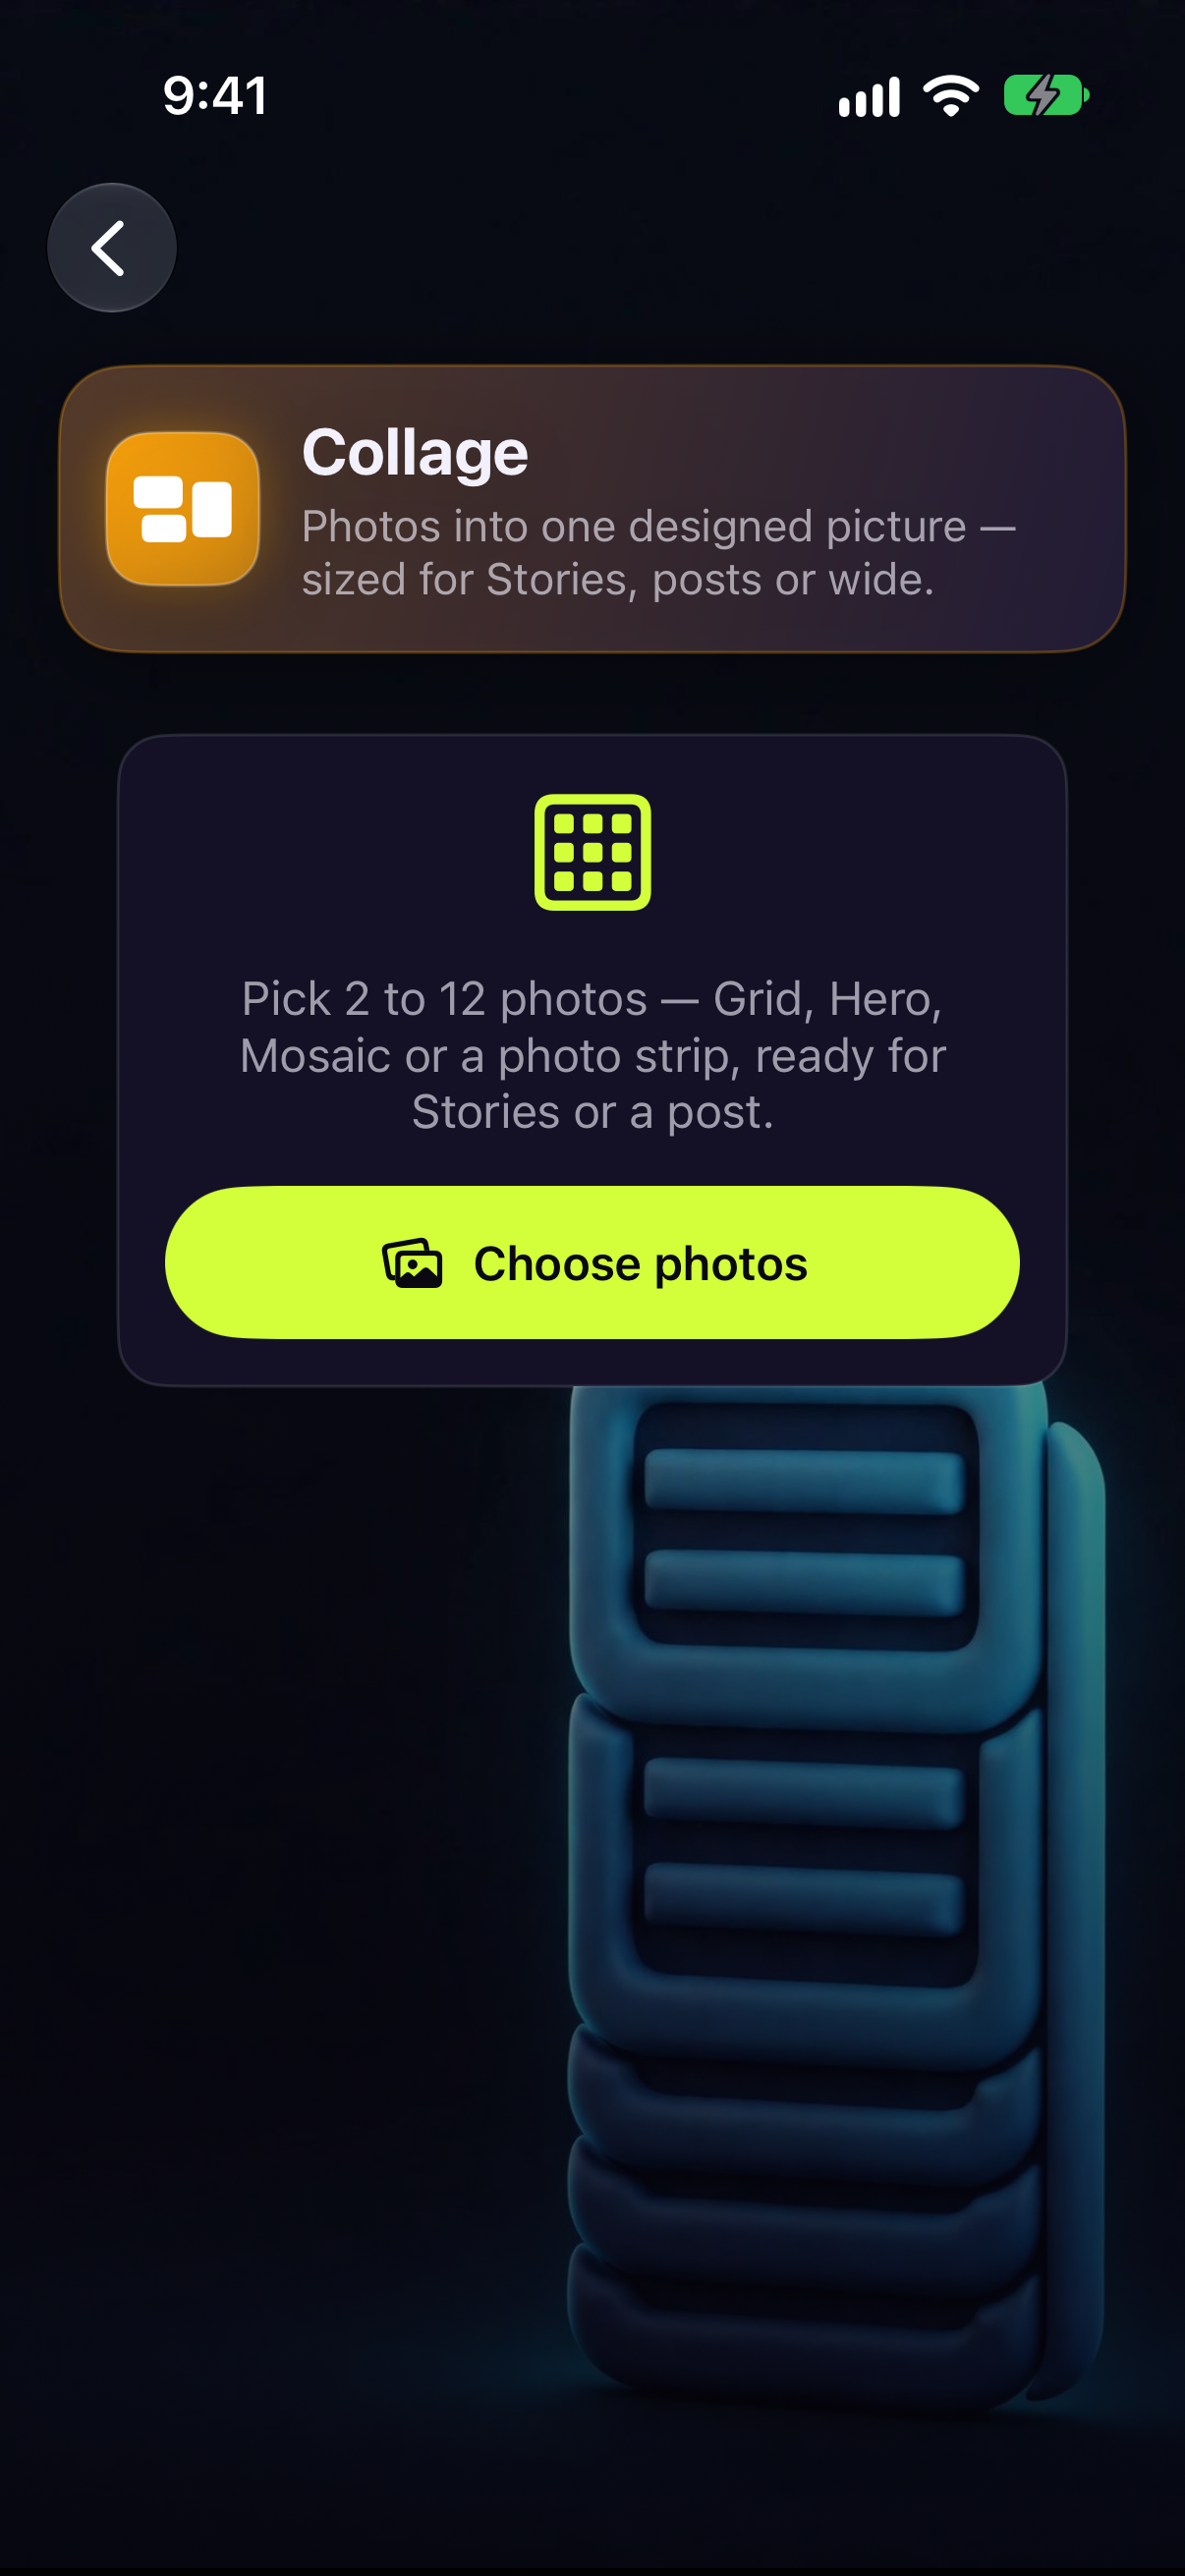 9:41
Collage
Photos into one designed picture —
sized for Stories, posts or wide.
Pick 2 to 12 photos — Grid, Hero,
Mosaic or a photo strip, ready for
Stories or a post.
Choose photos